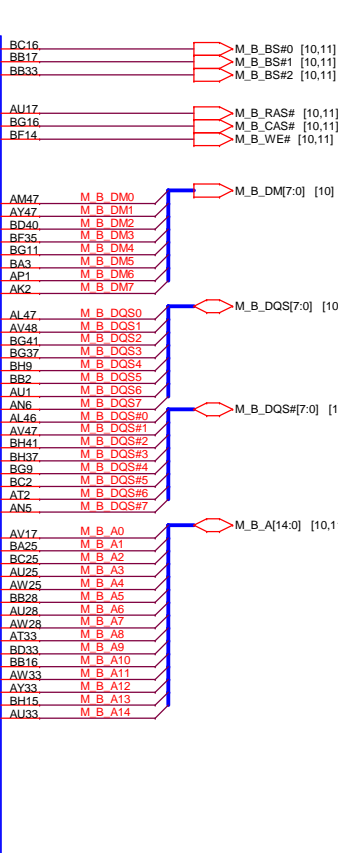 BC16 M_B_BS#0 [10,11]
BB17 M_B_BS#1 [10,11]
BB33 M_B_BS#2 [10,11]
AU17 M_B_RAS# [10,11]
BG16 M_B_CAS# [10,11]
BF14 M_B_WE# [10,11]
M_B_DM[7:0] [10]
AM47 M_B_DM0
AY47 M_B_DM1
BD40 M_B_DM2
BF35 M_B_DM3
BG11 M_B_DM4
BA3 M_B_DM5
AP1 M_B_DM6
AK2 M_B_DM7
M_B_DQS[7:0] [10
AL47 M_B_DQS0
AV48 M_B_DQS1
BG41 M_B_DQS2
BG37 M_B_DQS3
BH9 M_B_DQS4
BB2 M_B_DQS5
AU1 M_B_DQS6
AN6 M_B_DQS7
M_B_DQS#[7:0] [1
AL46 M_B_DQS#0
AV47 M_B_DQS#1
BH41 M_B_DQS#2
BH37 M_B_DQS#3
BG9 M_B_DQS#4
BC2 M_B_DQS#5
AT2 M_B_DQS#6
AN5 M_B_DQS#7
M_B_A[14:0] [10,11
AV17 M_B_A0
BA25 M_B_A1
BC25 M_B_A2
AU25 M_B_A3
AW25 M_B_A4
BB28 M_B_A5
AU28 M_B_A6
AW28 M_B_A7
AT33 M_B_A8
BD33 M_B_A9
BB16 M_B_A10
AW33 M_B_A11
AY33 M_B_A12
BH15 M_B_A13
AU33 M_B_A14